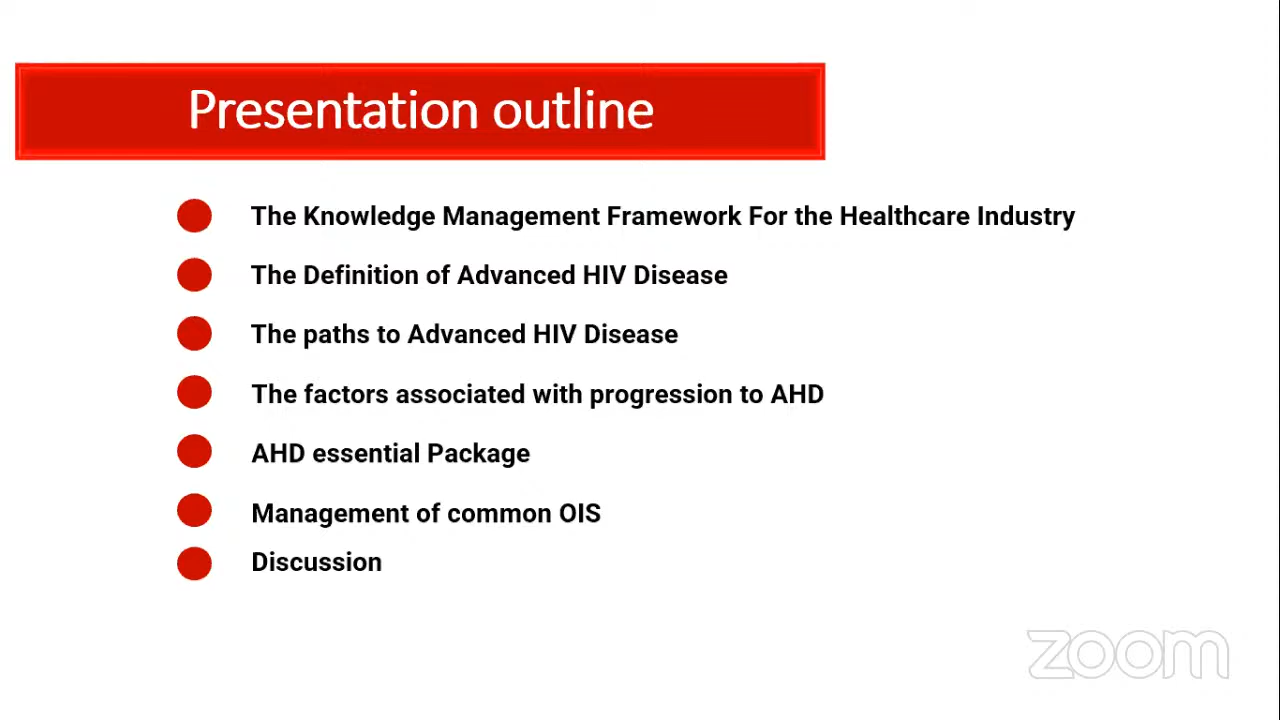 Presentation outline
The Knowledge Management Framework For the Healthcare Industry
The Definition of Advanced HIV Disease
The paths to Advanced HIV Disease
The factors associated with progression to AHD
AHD essential Package
Management of common OIS
Discussion
zoom